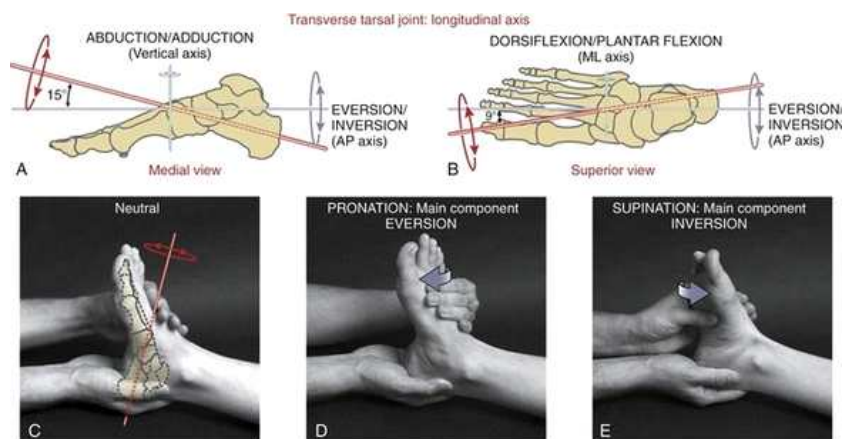 Transverse tarsal joint: longitudinal axis
ABDUCTION/ADDUCTION
(Vertical axis)
15°
EVERSION/
INVERSION
(AP axis)
A
Medial view
DORSIFLEXION/PLANTAR FLEXION
(ML axis)
9°
EVERSION/
INVERSION
(AP axis)
B
Superior view
Neutral
C
PRONATION: Main component
EVERSION
D
SUPINATION: Main component
INVERSION
E